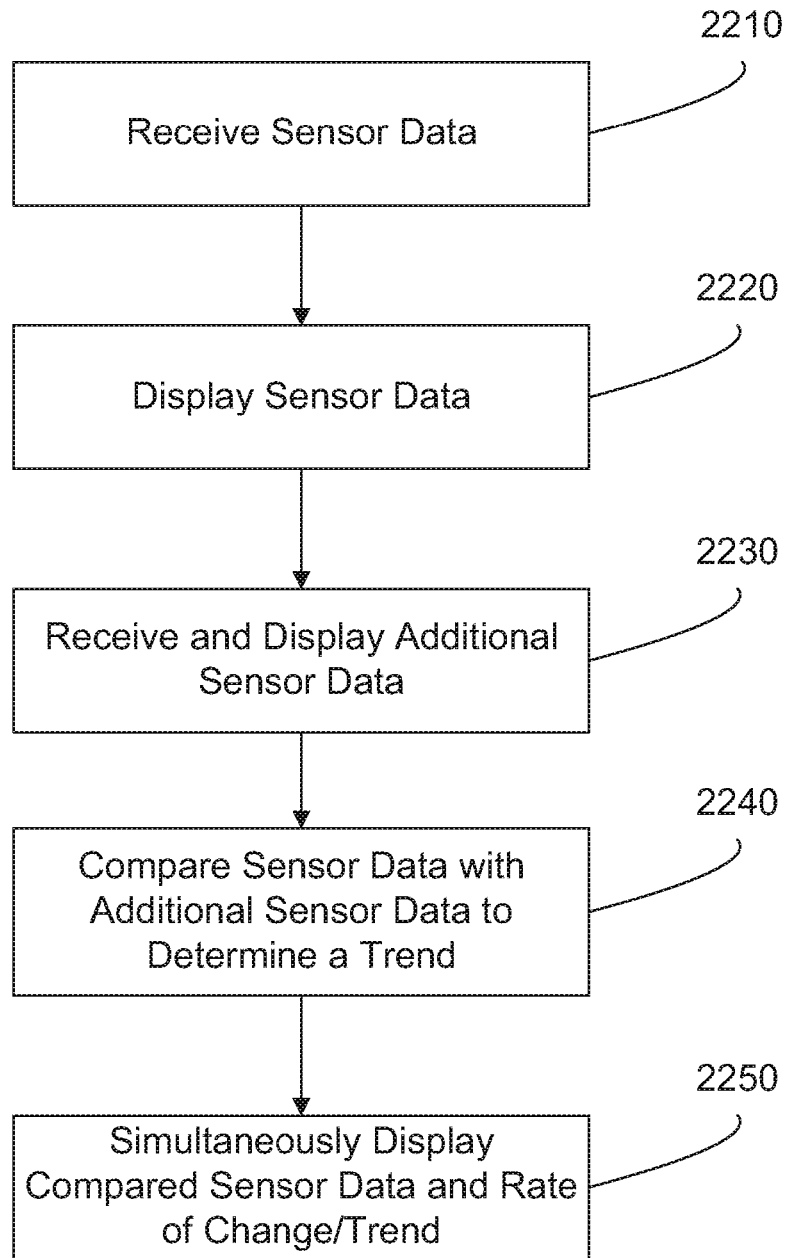 2210
Receive Sensor Data
2220
Display Sensor Data
2230
Receive and Display Additional
Sensor Data
2240
Compare Sensor Data with
Additional Sensor Data to
Determine a Trend
2250
Simultaneously Display
Compared Sensor Data and Rate
of Change/Trend